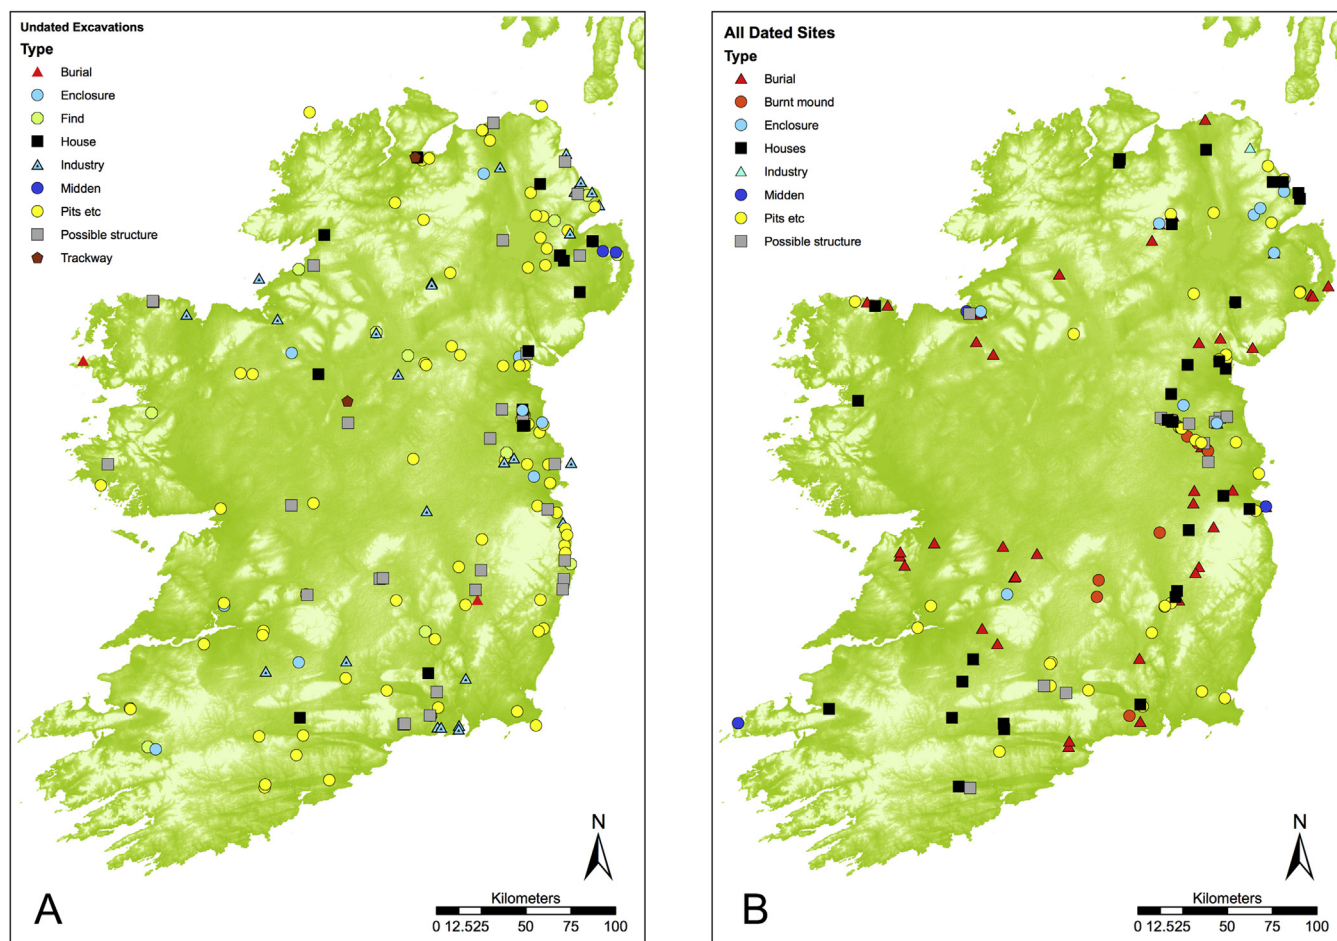 Undated Excavations
Type
Burial
Enclosure
Find
House
Industry
Midden
Pits etc
Possible structure
Trackway
N
Kilometers
0 12.525 50 75 100
A
All Dated Sites
Type
Burial
Burnt mound
Enclosure
Houses
Industry
Midden
Pits etc
Possible structure
N
Kilometers
0 12.525 50 75 100
B